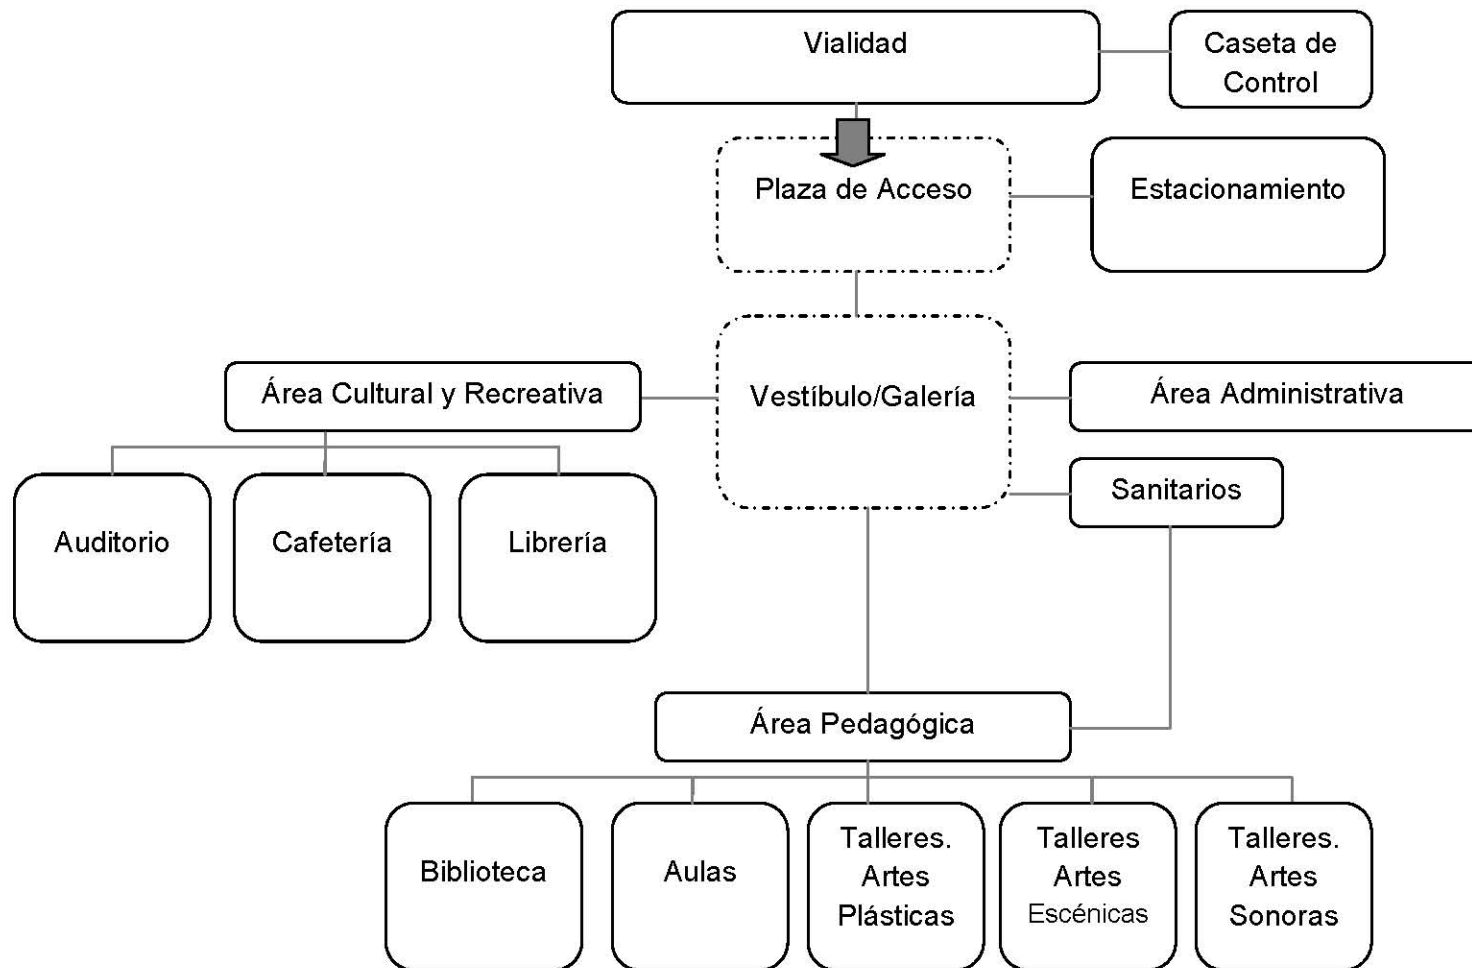 Vialidad
Caseta de
Control
Plaza de Acceso
Estacionamiento
Área Cultural y Recreativa
Vestíbulo/Galería
Área Administrativa
Sanitarios
Auditorio
Cafetería
Librería
Área Pedagógica
Biblioteca
Aulas
Talleres.
Artes
Plásticas
Talleres
Artes
Escénicas
Talleres.
Artes
Sonoras